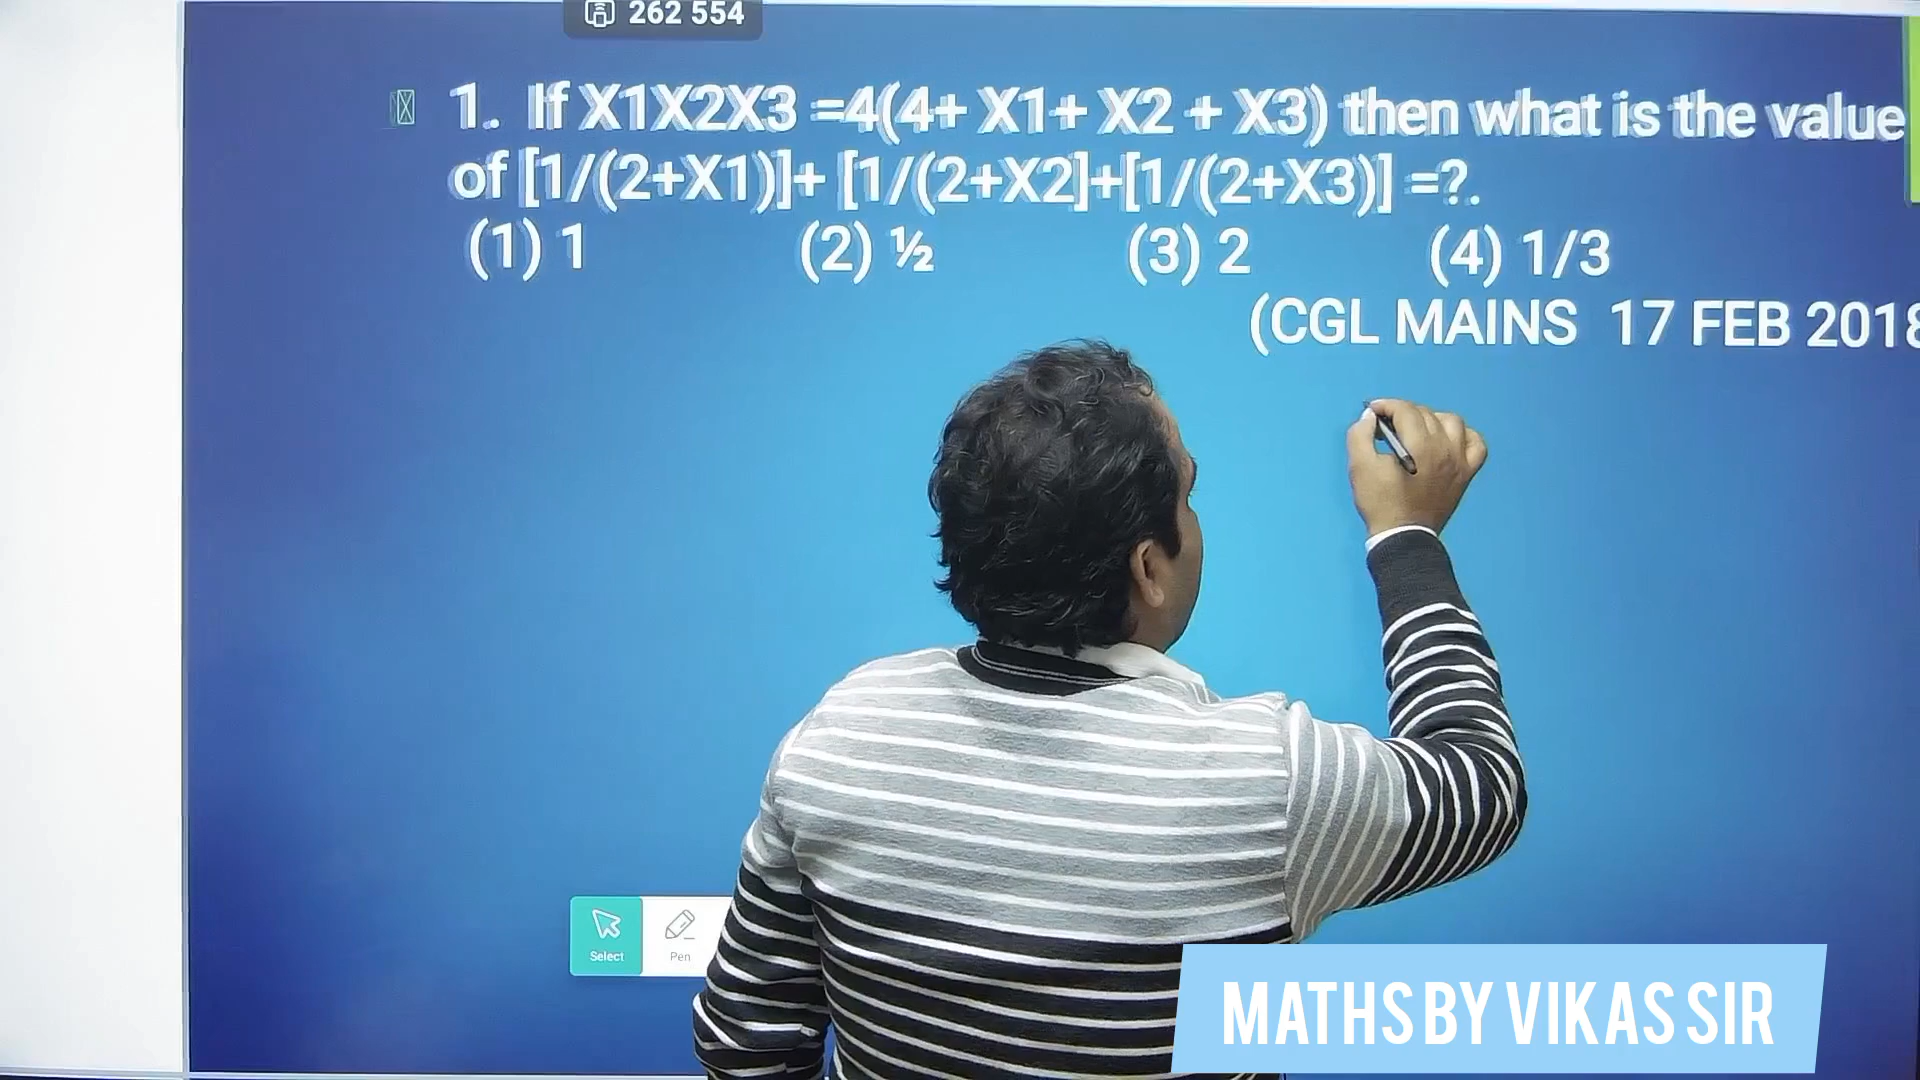 262 554
1. If X1X2X3 =4(4+ X1+ X2 + X3) then what is the value
of [1/(2+X1)]+ [1/(2+X2]+[1/(2+X3)] =?.
(1) 1 (2) ½ (3) 2 (4) 1/3
(CGL MAINS 17 FEB 2018
Select Pen
MATHS BY VIKAS SIR